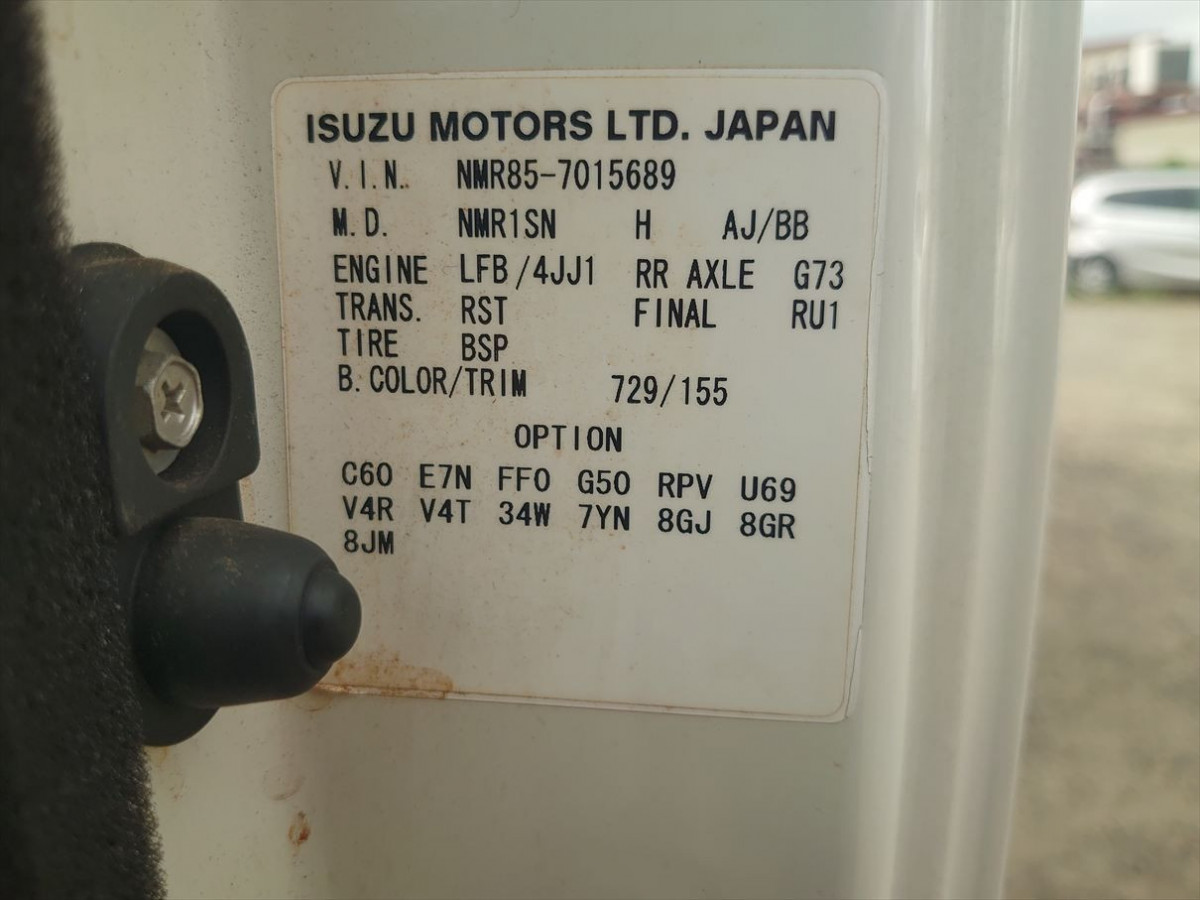 ISUZU MOTORS LTD. JAPAN
V.I.N. NMR85-7015689
M.D. NMR1SN H AJ/BB
ENGINE LFB/4JJ1 RR AXLE G73
TRANS. RST FINAL RU1
TIRE BSP
B.COLOR/TRIM 729/155
OPTION
C60 E7N FF0 G50 RPV U69
V4R V4T 34W 7YN 8GJ 8GR
8JM